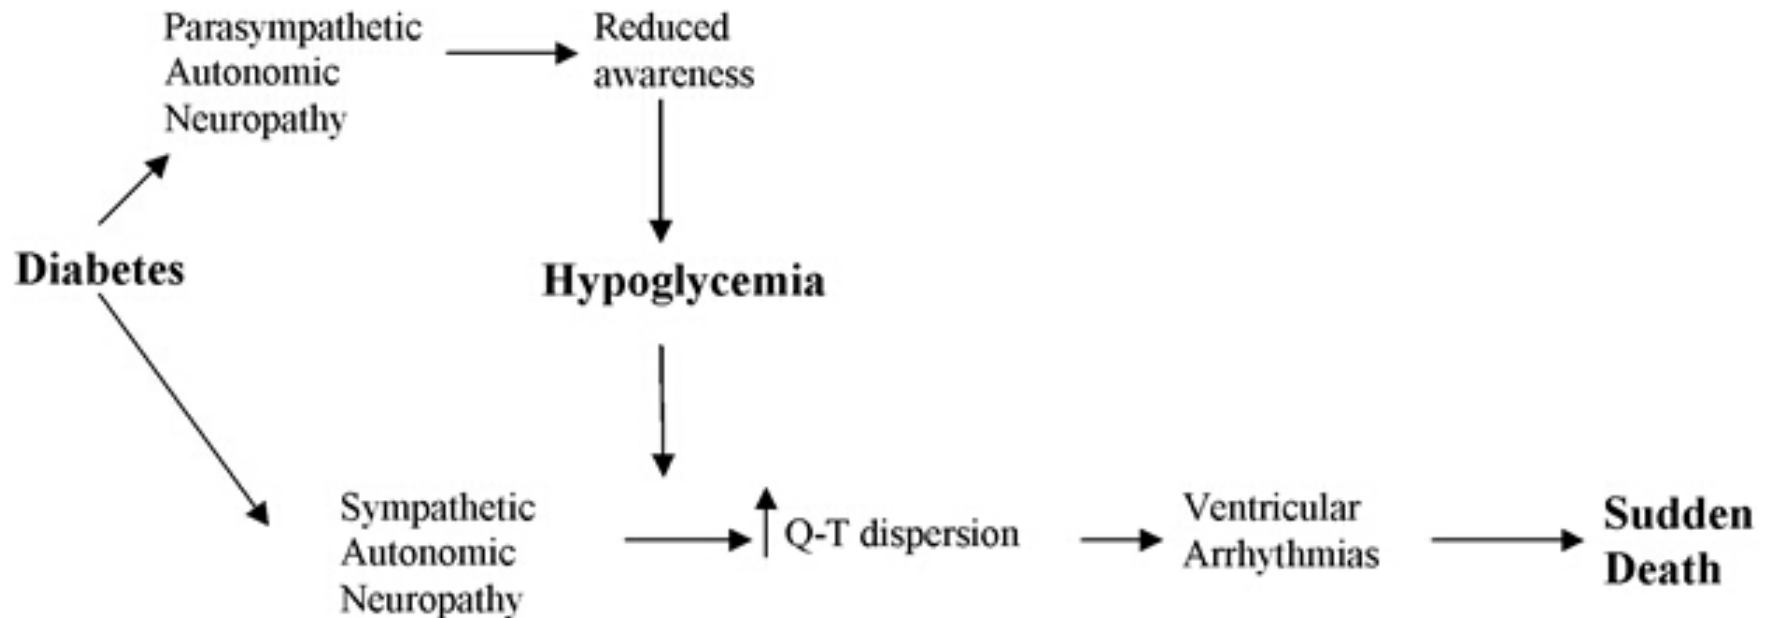 Parasympathetic
Autonomic
Neuropathy
Reduced
awareness
Diabetes
Hypoglycemia
Sympathetic
Autonomic
Neuropathy
Q-T dispersion
Ventricular
Arrhythmias
Sudden
Death